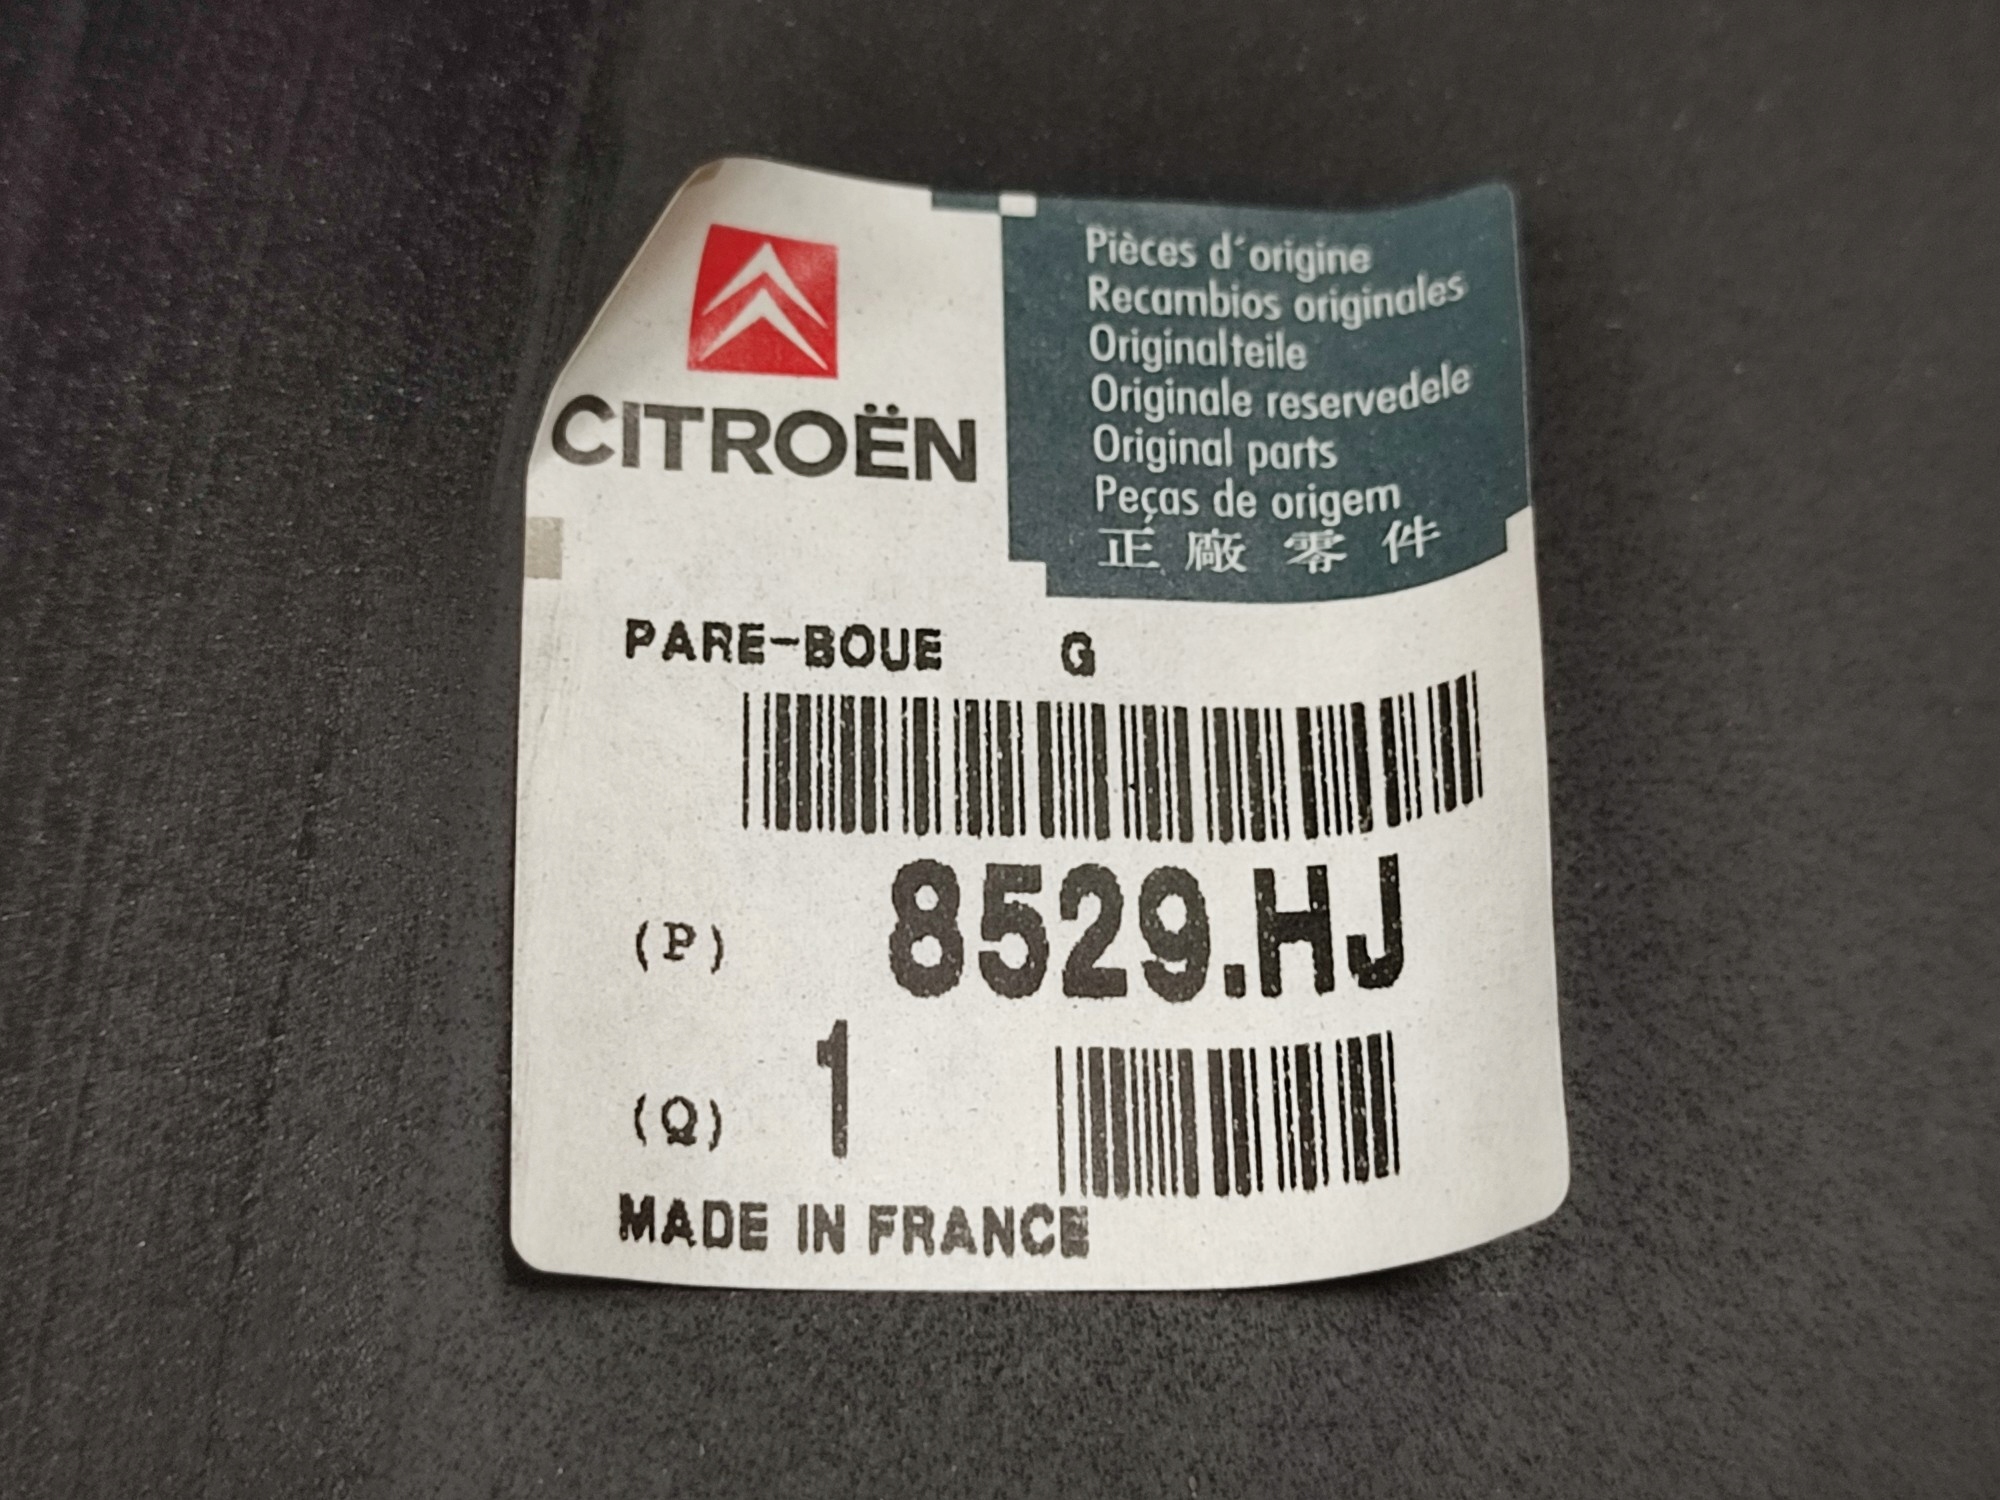 CITROËN
Pièces d'origine
Recambios originales
Originalteile
Originale reservedele
Original parts
Peças de origem
正廠零件
PARE-BOUE G
(P) 8529.HJ
(Q) 1
MADE IN FRANCE